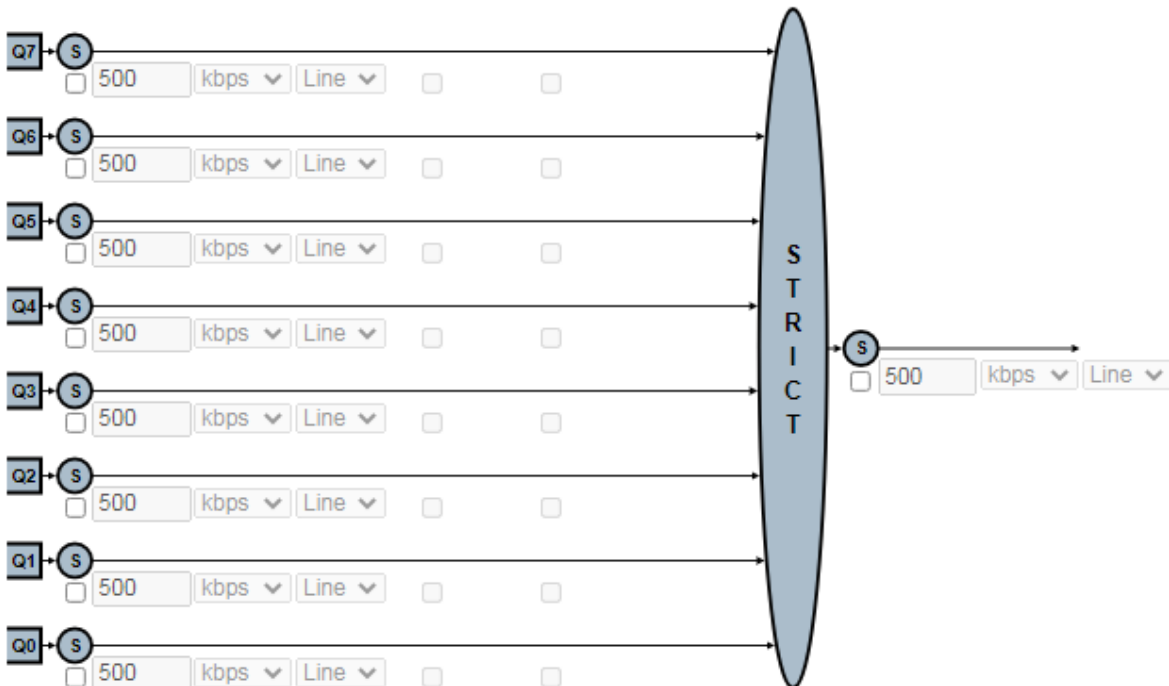 Q7 S
500 kbps Line
Q6 S
500 kbps Line
Q5 S
500 kbps Line
Q4 S
500 kbps Line
Q3 S
500 kbps Line
Q2 S
500 kbps Line
Q1 S
500 kbps Line
Q0 S
500 kbps Line
S
T
R
I
C
T
S
500 kbps Line